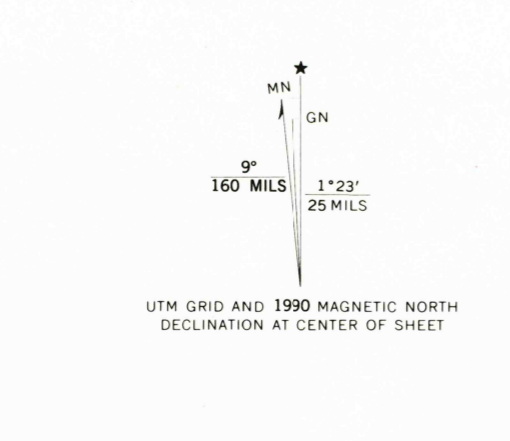 MN
GN
9°
160 MILS
1°23′
25 MILS
UTM GRID AND 1990 MAGNETIC NORTH
DECLINATION AT CENTER OF SHEET